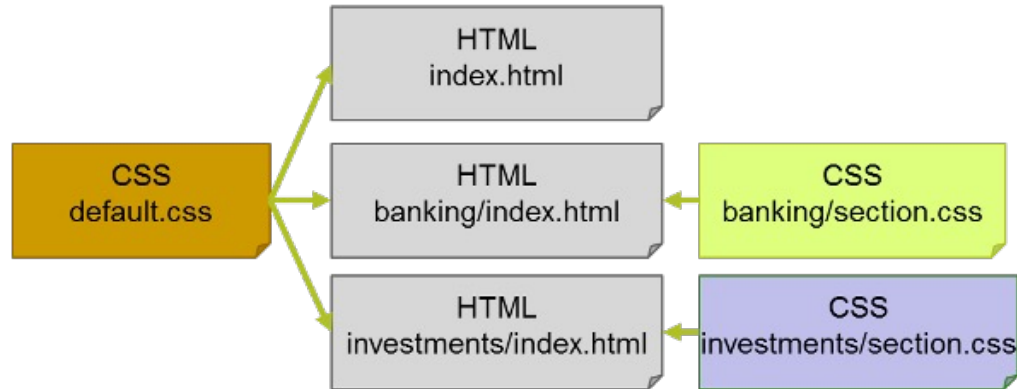 HTML
index.html
CSS
default.css
HTML
banking/index.html
CSS
banking/section.css
HTML
investments/index.html
CSS
investments/section.css